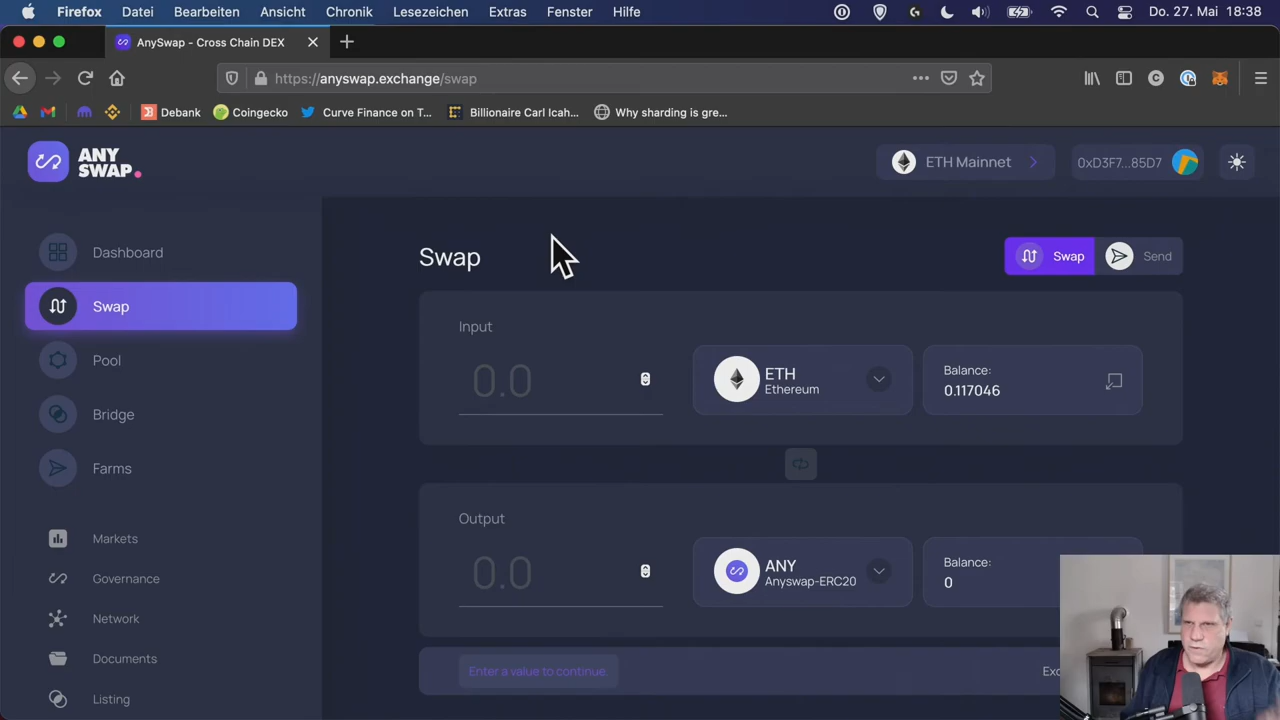 Firefox Datei Bearbeiten Ansicht Chronik Lesezeichen Extras Fenster Hilfe Do. 27. Mai 18:38
AnySwap - Cross Chain DEX
https://anyswap.exchange/swap
Debank Coingecko Curve Finance on T... Billionaire Carl Icah... Why sharding is gre...
ANY
SWAP.
ETH Mainnet 0xD3F7...85D7
Dashboard
Swap
Pool
Bridge
Farms
Markets
Governance
Network
Documents
Listing
Swap
Swap Send
Input
0.0
ETH
Ethereum
Balance:
0.117046
Output
0.0
ANY
Anyswap-ERC20
Balance:
0
Enter a value to continue.